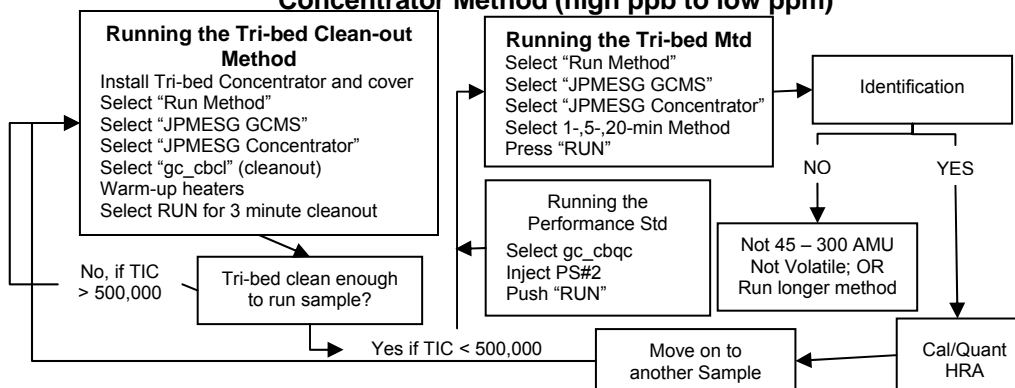 Concentrator Method (high ppb to low ppm)
Running the Tri-bed Clean-out
Method
Install Tri-bed Concentrator and cover
Select “Run Method”
Select “JPMESG GCMS”
Select “JPMESG Concentrator”
Select “gc_cbcl” (cleanout)
Warm-up heaters
Select RUN for 3 minute cleanout
Running the Tri-bed Mtd
Select “Run Method”
Select “JPMESG GCMS”
Select “JPMESG Concentrator”
Select 1-,5-,20-min Method
Press “RUN”
Identification
NO
YES
Running the
Performance Std
Select gc_cbqc
Inject PS#2
Push “RUN”
Not 45 – 300 AMU
Not Volatile; OR
Run longer method
No, if TIC
> 500,000
Tri-bed clean enough
to run sample?
Yes if TIC < 500,000
Move on to
another Sample
Cal/Quant
HRA